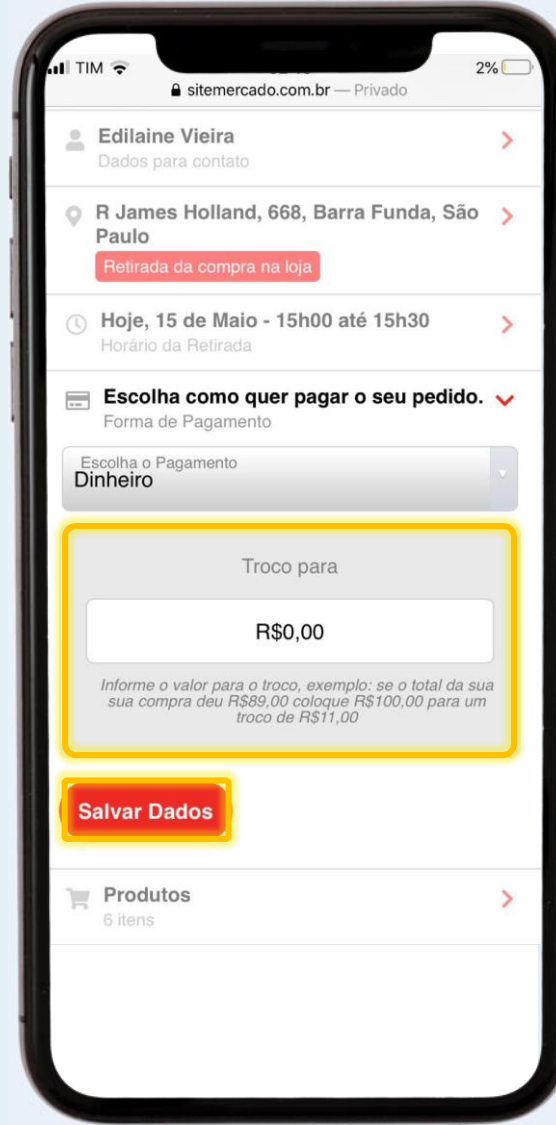 TIM 2%
sitemercado.com.br — Privado
Edilaine Vieira
Dados para contato
R James Holland, 668, Barra Funda, São
Paulo
Retirada da compra na loja
Hoje, 15 de Maio - 15h00 até 15h30
Horário da Retirada
Escolha como quer pagar o seu pedido.
Forma de Pagamento
Escolha o Pagamento
Dinheiro
Troco para
R$0,00
Informe o valor para o troco, exemplo: se o total da sua
sua compra deu R$89,00 coloque R$100,00 para um
troco de R$11,00
Salvar Dados
Produtos
6 itens